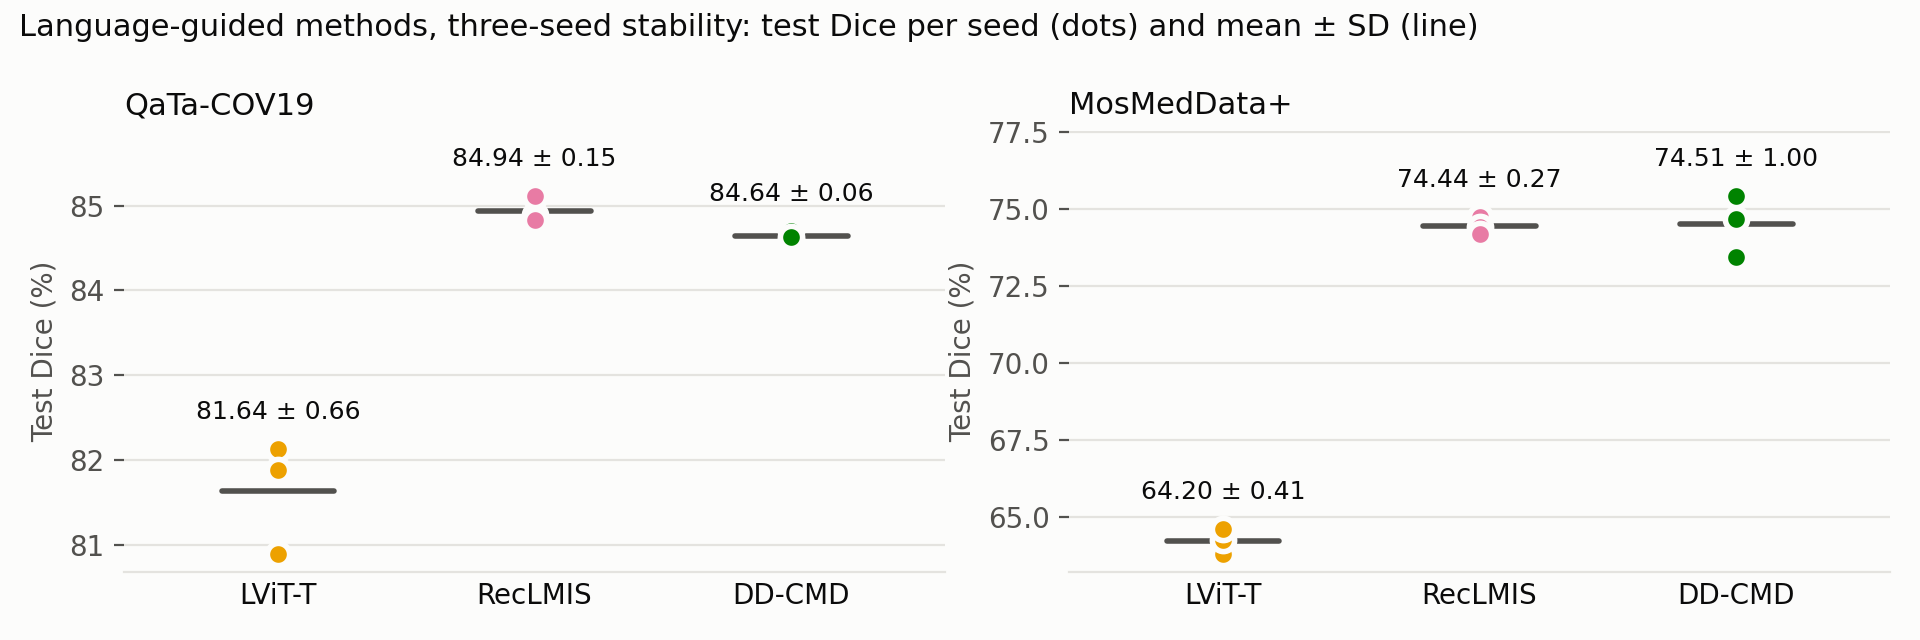 Language-guided methods, three-seed stability: test Dice per seed (dots) and mean ± SD (line)
QaTa-COV19
84.94 ± 0.15
84.64 ± 0.06
81.64 ± 0.66
85
84
83
82
81
Test Dice (%)
LViT-T
RecLMIS
DD-CMD
MosMedData+
77.5
75.0
72.5
70.0
67.5
65.0
Test Dice (%)
74.51 ± 1.00
74.44 ± 0.27
64.20 ± 0.41
LViT-T
RecLMIS
DD-CMD